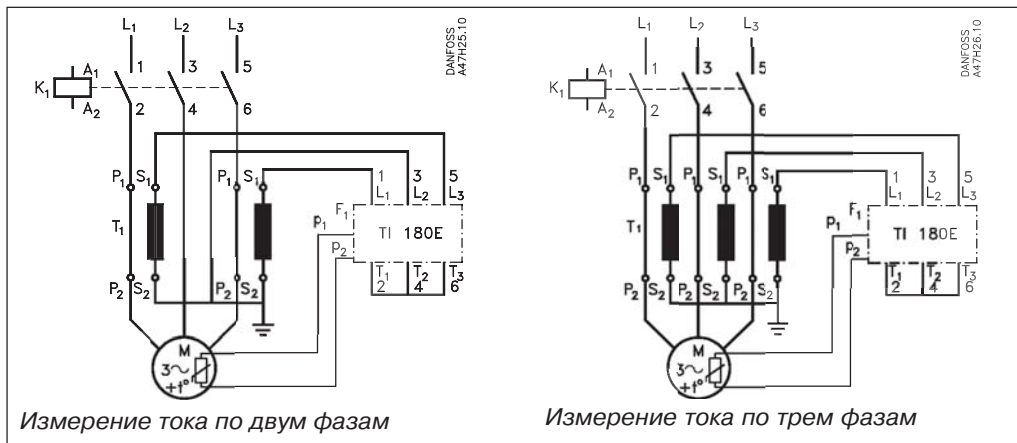 L₁ L₂ L₃
DANFOSS
A47H25.10
1 3 5
K₁ A₁
A₂
2 4 6
1 3 5
P₁ S₁ P₁ S₁
L₁ L₂ L₃
F₁
T₁
p₁
TI 180E
p₂
T₁ T₂ T₃
P₂ S₂ P₂ S₂
2 4 6
M
3~
+t°
Измерение тока по двум фазам
L₁ L₂ L₃
DANFOSS
A47H26.10
1 3 5
K₁ A₁
A₂
2 4 6
1 3 5
P₁ S₁ P₁ S₁ P₁ S₁
L₁ L₂ L₃
F₁
T₁
p₁
TI 180E
p₂
T₁ T₂ T₃
P₂ S₂ P₂ S₂ P₂ S₂
2 4 6
M
3~
+t°
Измерение тока по трем фазам